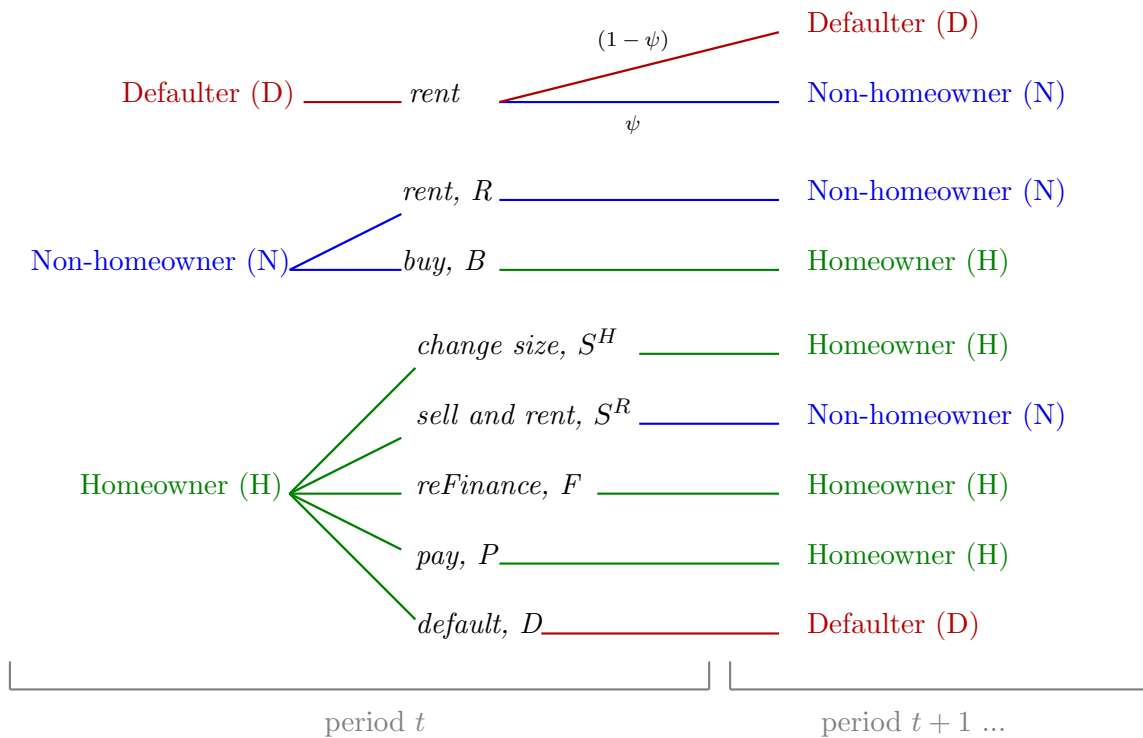 Defaulter (D)
(1 − ψ)
Defaulter (D) rent Non-homeowner (N)
ψ
rent, R Non-homeowner (N)
Non-homeowner (N) buy, B Homeowner (H)
change size, S^H Homeowner (H)
sell and rent, S^R Non-homeowner (N)
Homeowner (H) reFinance, F Homeowner (H)
pay, P Homeowner (H)
default, D Defaulter (D)
period t period t + 1 ...